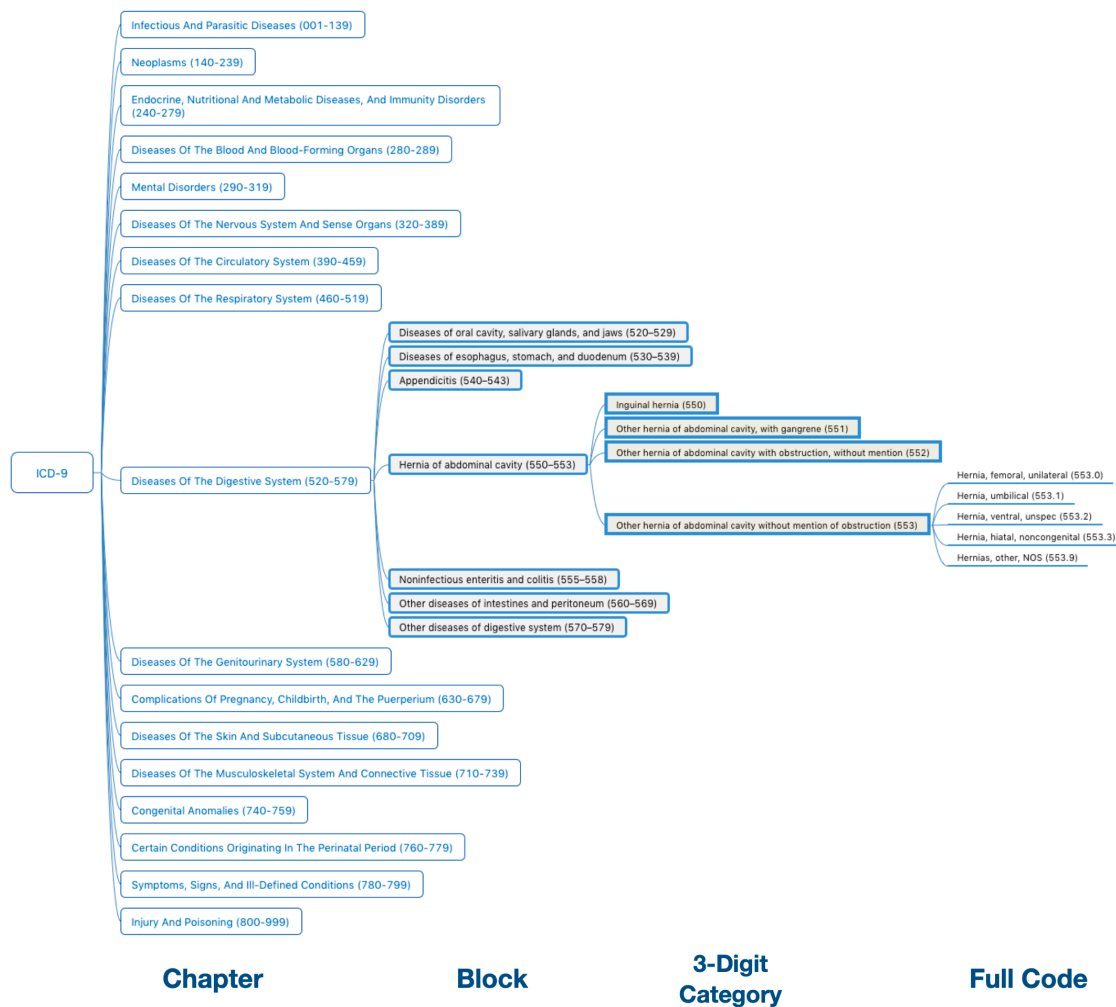 Infectious And Parasitic Diseases (001-139)
Neoplasms (140-239)
Endocrine, Nutritional And Metabolic Diseases, And Immunity Disorders
(240-279)
Diseases Of The Blood And Blood-Forming Organs (280-289)
Mental Disorders (290-319)
Diseases Of The Nervous System And Sense Organs (320-389)
Diseases Of The Circulatory System (390-459)
Diseases Of The Respiratory System (460-519)
ICD-9
Diseases Of The Digestive System (520-579)
Diseases of oral cavity, salivary glands, and jaws (520–529)
Diseases of esophagus, stomach, and duodenum (530–539)
Appendicitis (540–543)
Hernia of abdominal cavity (550–553)
Inguinal hernia (550)
Other hernia of abdominal cavity, with gangrene (551)
Other hernia of abdominal cavity with obstruction, without mention (552)
Other hernia of abdominal cavity without mention of obstruction (553)
Hernia, femoral, unilateral (553.0)
Hernia, umbilical (553.1)
Hernia, ventral, unspec (553.2)
Hernia, hiatal, noncongenital (553.3)
Hernias, other, NOS (553.9)
Noninfectious enteritis and colitis (555–558)
Other diseases of intestines and peritoneum (560–569)
Other diseases of digestive system (570–579)
Diseases Of The Genitourinary System (580-629)
Complications Of Pregnancy, Childbirth, And The Puerperium (630-679)
Diseases Of The Skin And Subcutaneous Tissue (680-709)
Diseases Of The Musculoskeletal System And Connective Tissue (710-739)
Congenital Anomalies (740-759)
Certain Conditions Originating In The Perinatal Period (760-779)
Symptoms, Signs, And Ill-Defined Conditions (780-799)
Injury And Poisoning (800-999)
Chapter
Block
3-Digit
Category
Full Code